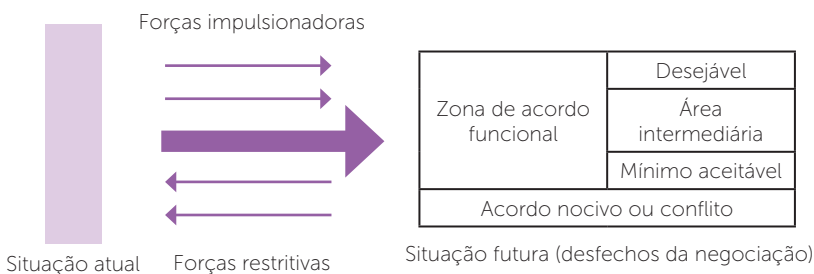 Forças impulsionadoras
Desejável
Zona de acordo
funcional
Área
intermediária
Mínimo aceitável
Acordo nocivo ou conflito
Situação atual
Forças restritivas
Situação futura (desfechos da negociação)